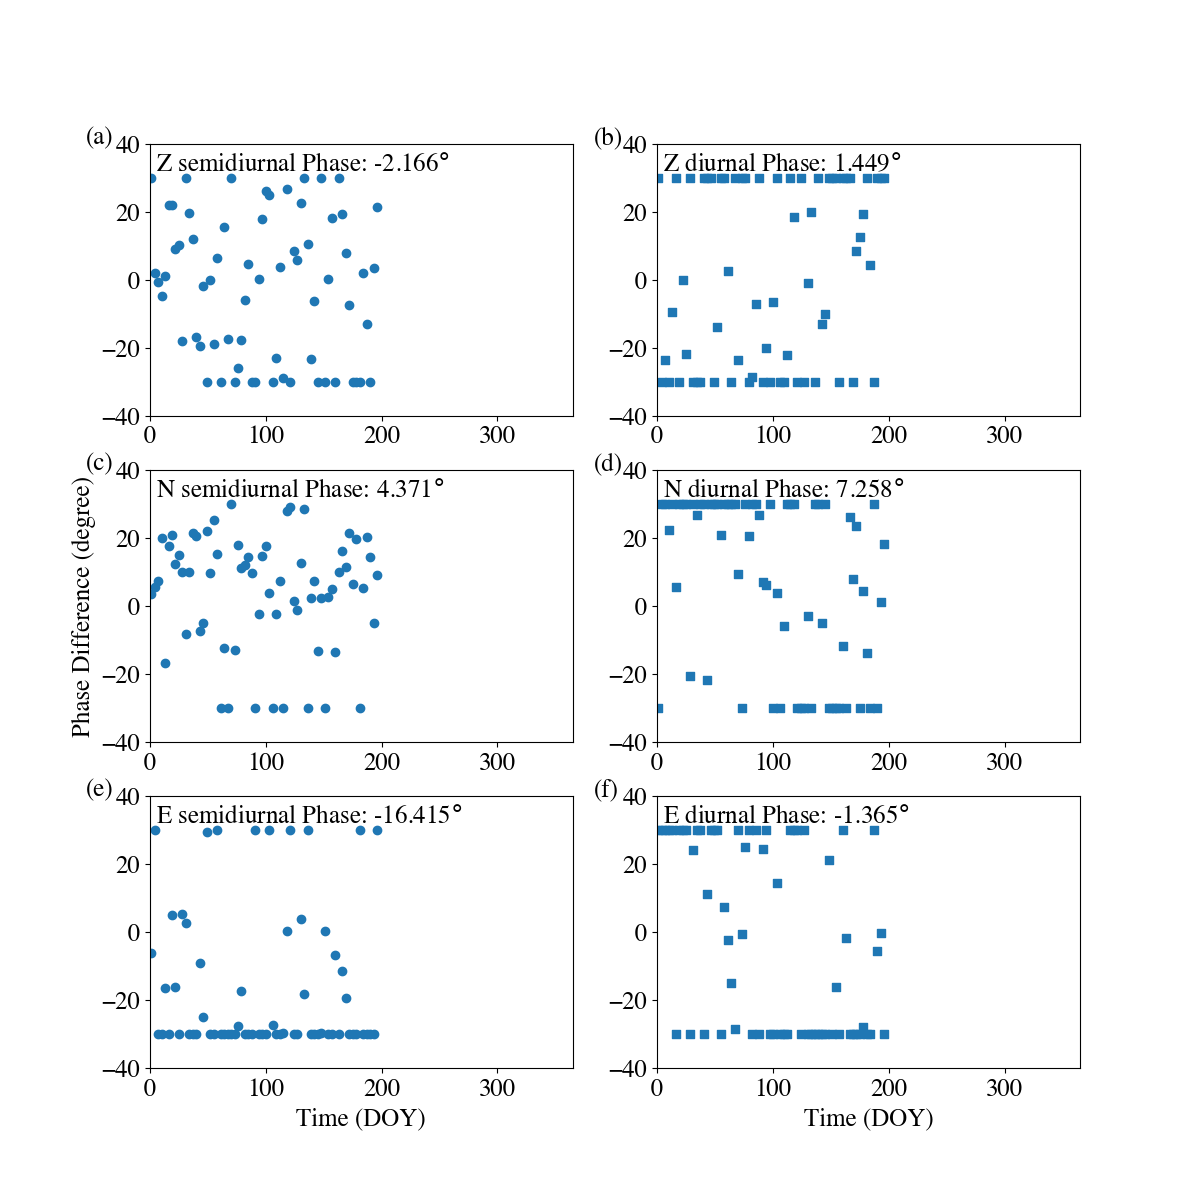 (a)
Z semidiurnal Phase: -2.166°
40
20
0
−20
−40
0 100 200 300
(b)
Z diurnal Phase: 1.449°
40
20
0
−20
−40
0 100 200 300
Phase Difference (degree)
(c)
N semidiurnal Phase: 4.371°
40
20
0
−20
−40
0 100 200 300
(d)
N diurnal Phase: 7.258°
40
20
0
−20
−40
0 100 200 300
(e)
E semidiurnal Phase: -16.415°
40
20
0
−20
−40
0 100 200 300
Time (DOY)
(f)
E diurnal Phase: -1.365°
40
20
0
−20
−40
0 100 200 300
Time (DOY)